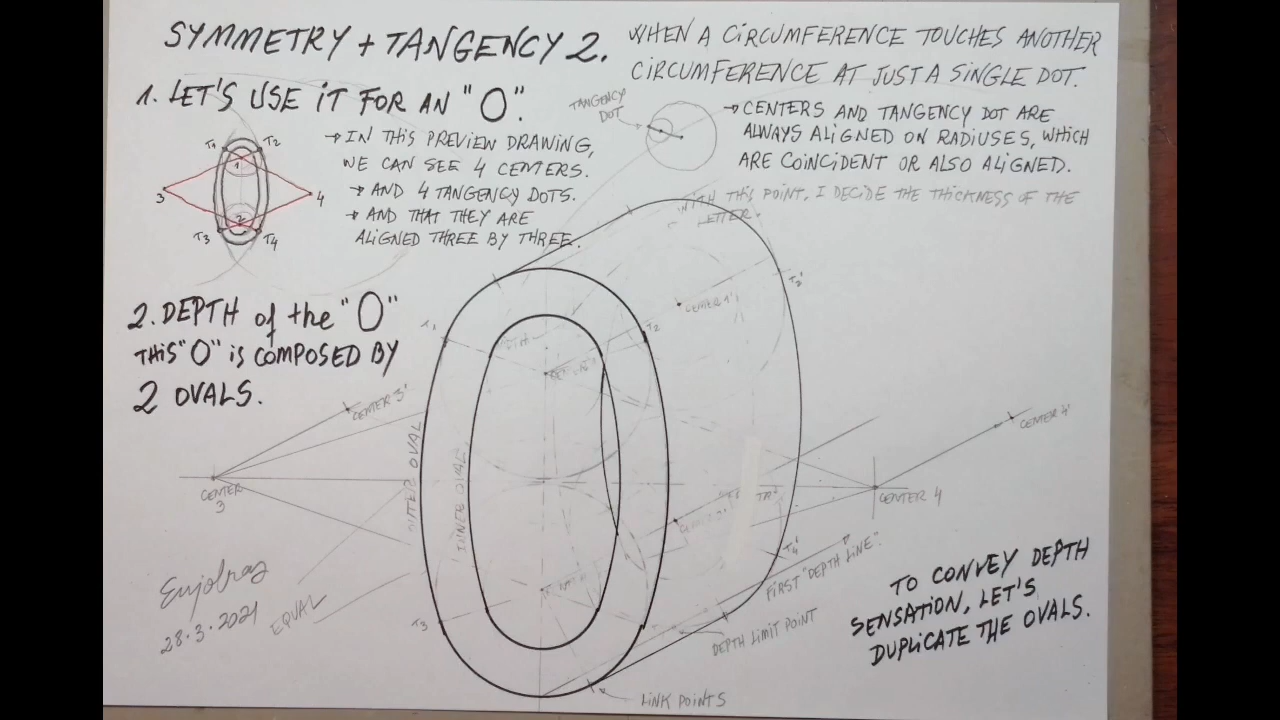 SYMMETRY + TANGENCY 2.
WHEN A CIRCUMFERENCE TOUCHES ANOTHER
CIRCUMFERENCE AT JUST A SINGLE DOT.
1. LET'S USE IT FOR AN "O".
TANGENCY
DOT
→ CENTERS AND TANGENCY DOT ARE
ALWAYS ALIGNED ON RADIUSES, WHICH
ARE COINCIDENT OR ALSO ALIGNED.
T1 T2
1
3 4
2
T3 T4
→ IN THIS PREVIEW DRAWING,
WE CAN SEE 4 CENTERS.
→ AND 4 TANGENCY DOTS.
→ AND THAT THEY ARE
ALIGNED THREE BY THREE.
WITH THIS POINT, I DECIDE THE THICKNESS OF THE
LETTER.
2. DEPTH of the "O"
THIS "O" IS COMPOSED BY
2 OVALS.
T1
T2
CENTER 1'
T2'
CENTER 3'
CENTER 4'
CENTER
3
OUTER OVAL
INNER OVAL
CENTER 4
T4'
T3
FIRST "DEPTH LINE".
DEPTH LIMIT POINT
LINK POINTS
EQUAL
Enjolras
28.3.2021
TO CONVEY DEPTH
SENSATION, LET'S
DUPLICATE THE OVALS.